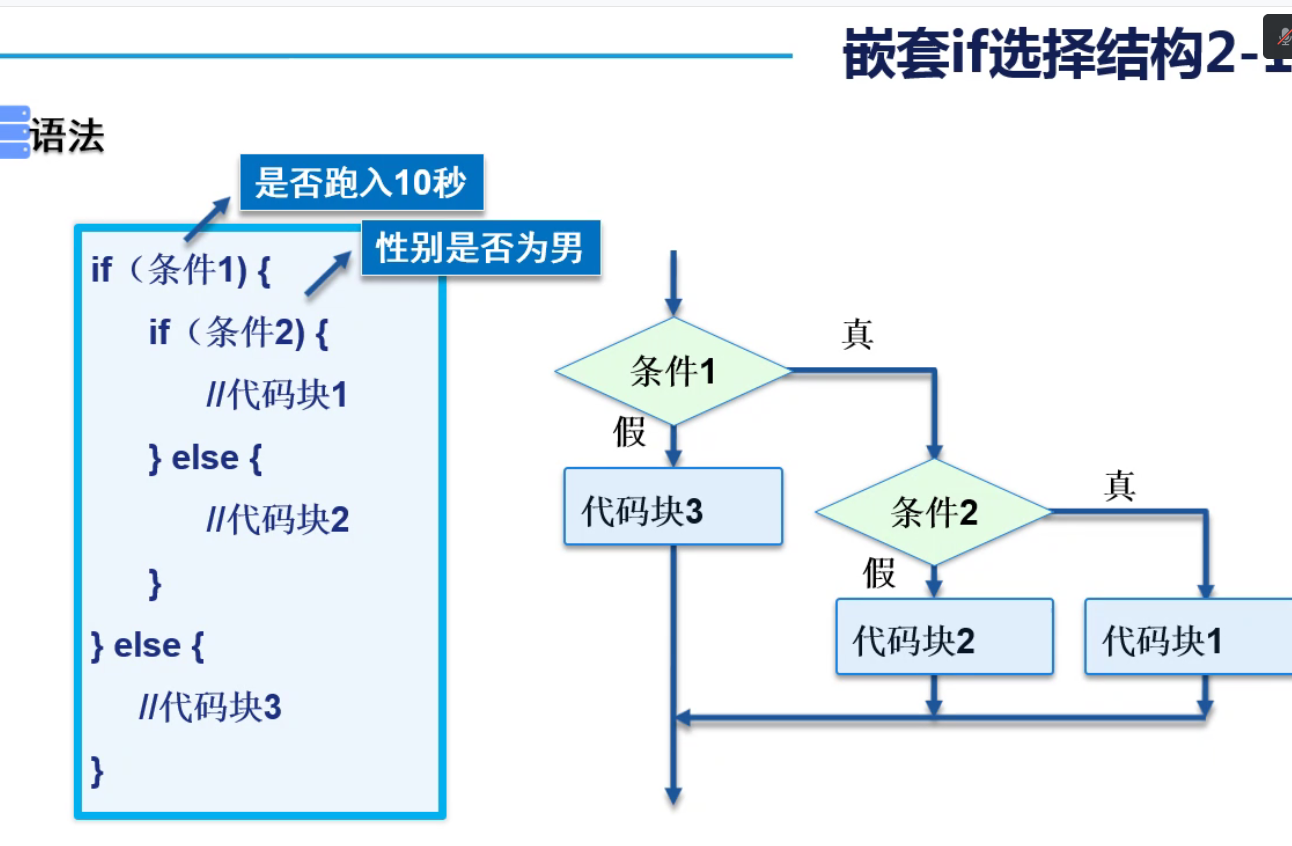 嵌套if选择结构2-1
语法
是否跑入10秒
性别是否为男
if（条件1) {
if（条件2) {
//代码块1
} else {
//代码块2
}
} else {
//代码块3
}
条件1
真
假
代码块3
条件2
真
假
代码块2
代码块1